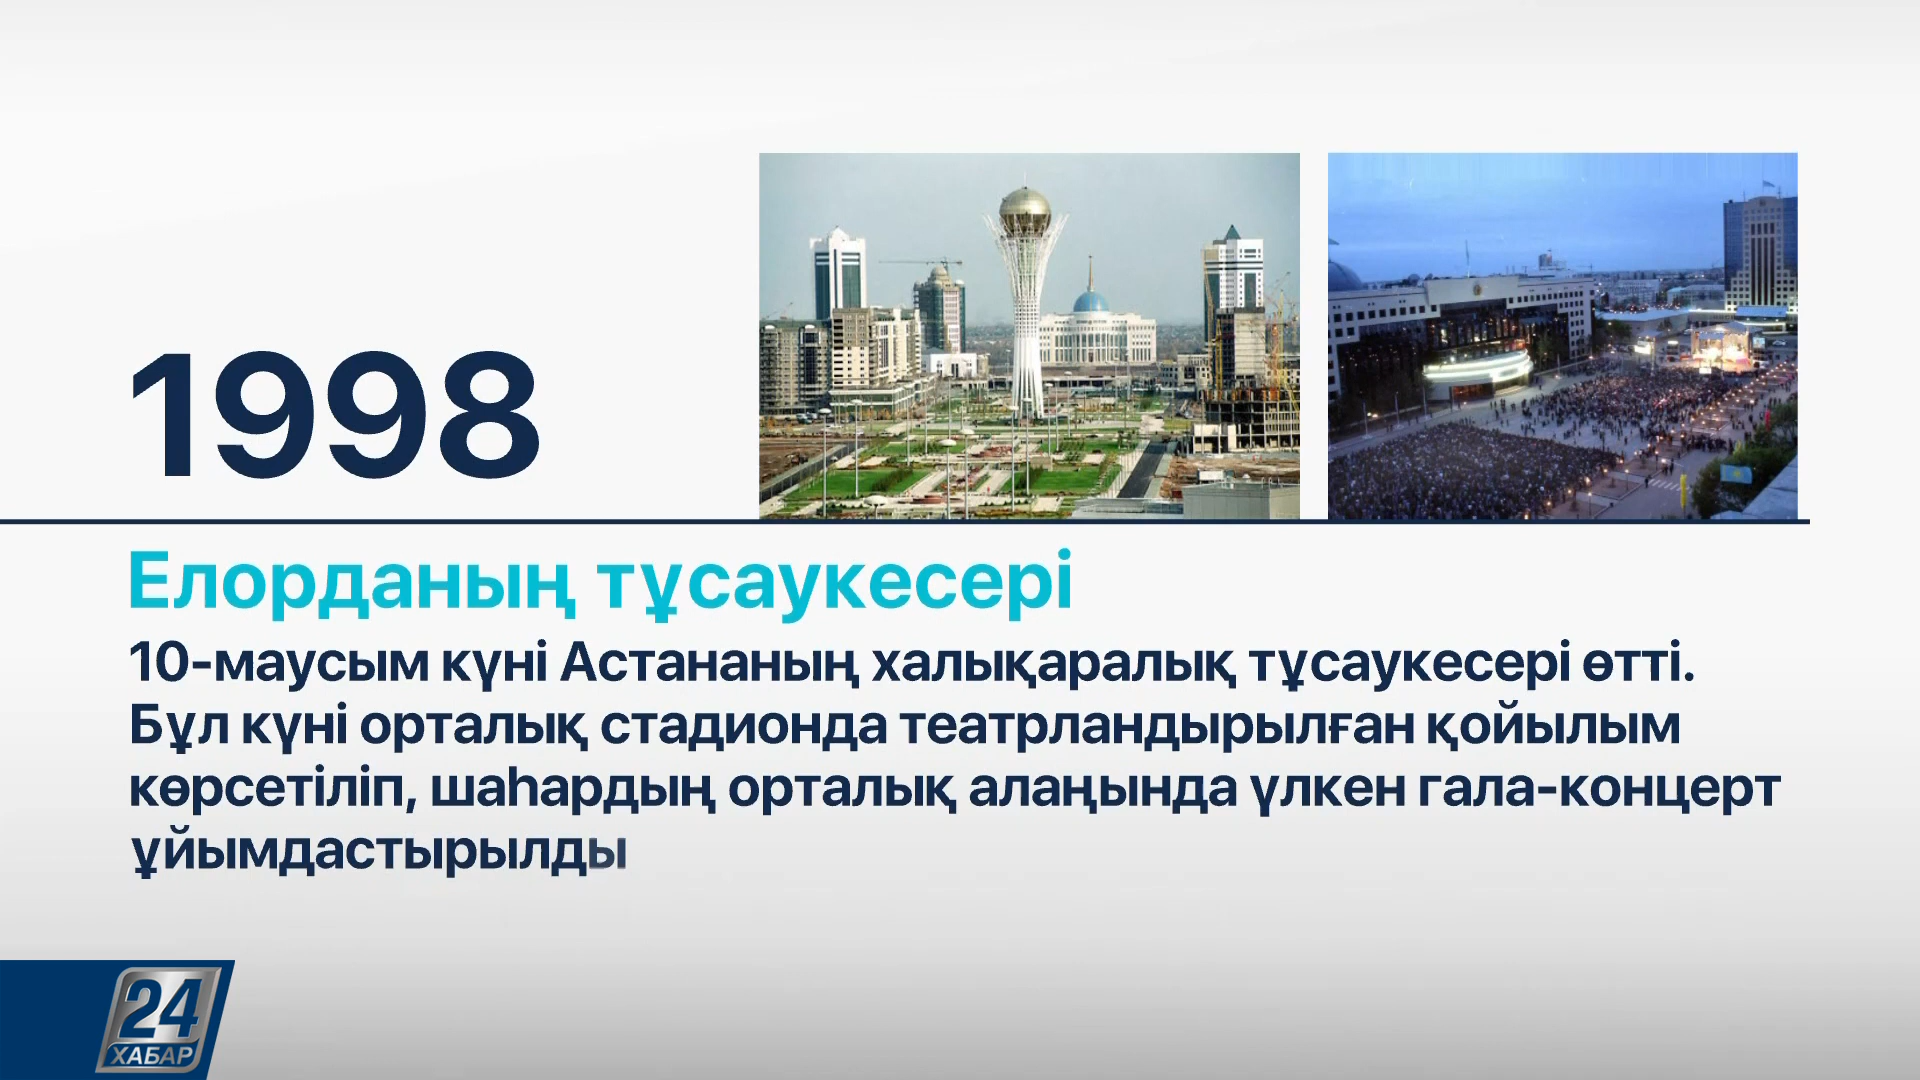 1998
Елорданың тұсаукесері
10-маусым күні Астананың халықаралық тұсаукесері өтті.
Бұл күні орталық стадионда театрландырылған қойылым
көрсетіліп, шаһардың орталық алаңында үлкен гала-концерт
ұйымдастырылды
24
ХАБАР